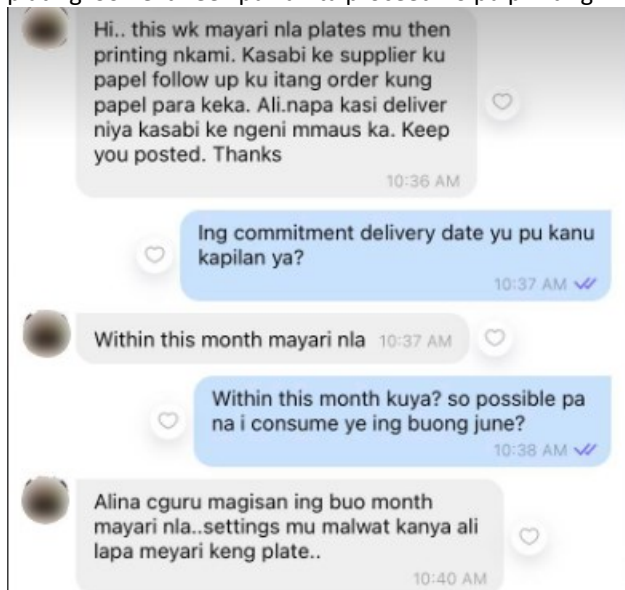 Hi.. this wk mayari nla plates mu then
printing nkami. Kasabi ke supplier ku
papel follow up ku itang order kung
papel para keka. Ali.napa kasi deliver
niya kasabi ke ngeni mmaus ka. Keep
you posted. Thanks
10:36 AM
Ing commitment delivery date yu pu kanu
kapilan ya?
10:37 AM
Within this month mayari nla 10:37 AM
Within this month kuya? so possible pa
na i consume ye ing buong june?
10:38 AM
Alina cguru magisan ing buo month
mayari nla..settings mu malwat kanya ali
lapa meyari keng plate..
10:40 AM